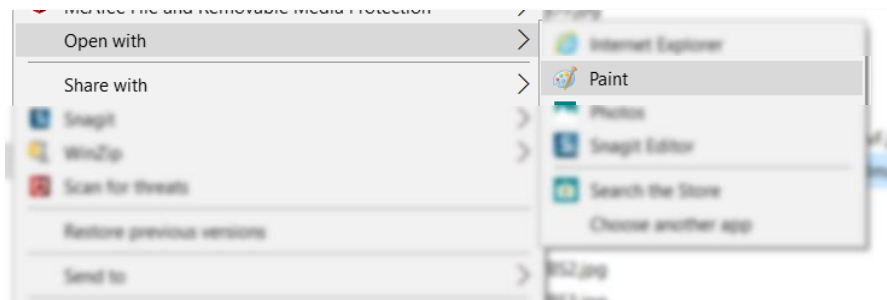 McAfee File and Removable Media Protection
Open with
Share with
Snagit
WinZip
Scan for threats
Restore previous versions
Send to
Internet Explorer
Paint
Photos
Snagit Editor
Search the Store
Choose another app
BS2.jpg